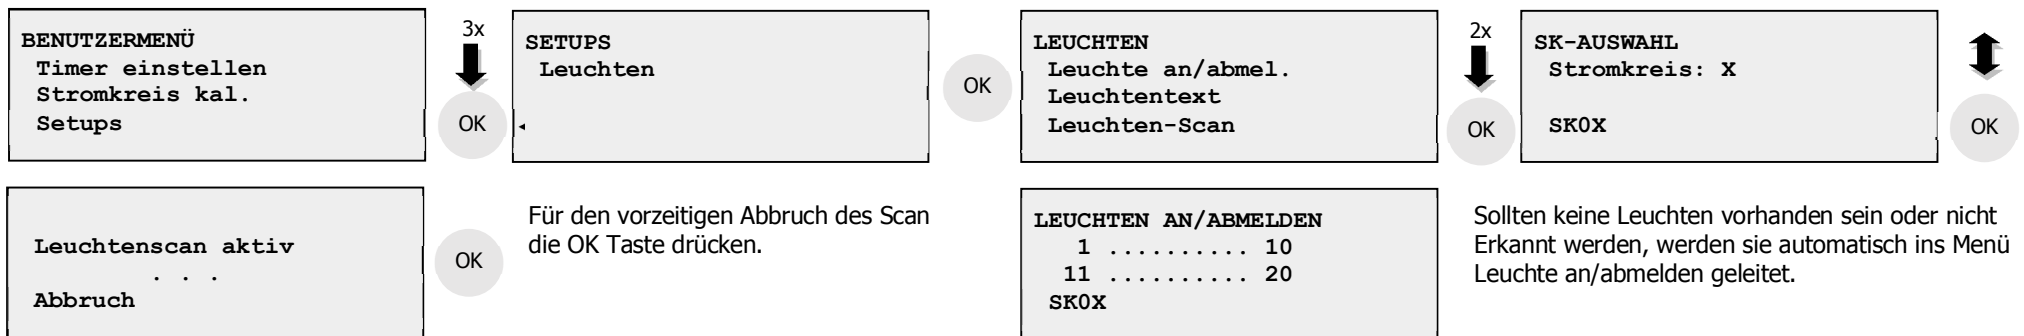 BENUTZERMENÜ
Timer einstellen
Stromkreis kal.
Setups
3x
OK
SETUPS
Leuchten
OK
LEUCHTEN
Leuchte an/abmel.
Leuchtentext
Leuchten-Scan
2x
OK
SK-AUSWAHL
Stromkreis: X
SK0X
OK
Leuchtenscan aktiv
. . .
Abbruch
OK
Für den vorzeitigen Abbruch des Scan
die OK Taste drücken.
LEUCHTEN AN/ABMELDEN
1 .......... 10
11 .......... 20
SK0X
Sollten keine Leuchten vorhanden sein oder nicht
Erkannt werden, werden sie automatisch ins Menü
Leuchte an/abmelden geleitet.